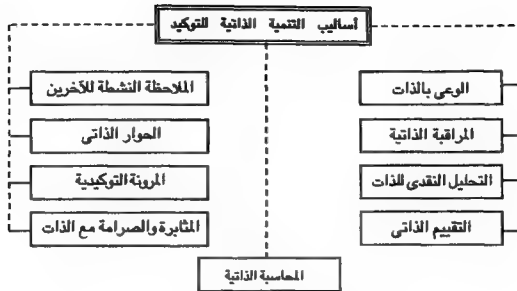 أساليب التنمية الذاتية للتوكيد
الوعى بالذات
المراقبة الذاتية
التحليل النقدى للذات
التقييم الذاتى
الملاحظة النشطة للآخرين
الحوار الذاتى
المرونة التوكيدية
المثابرة والصرامة مع الذات
المحاسبة الذاتية